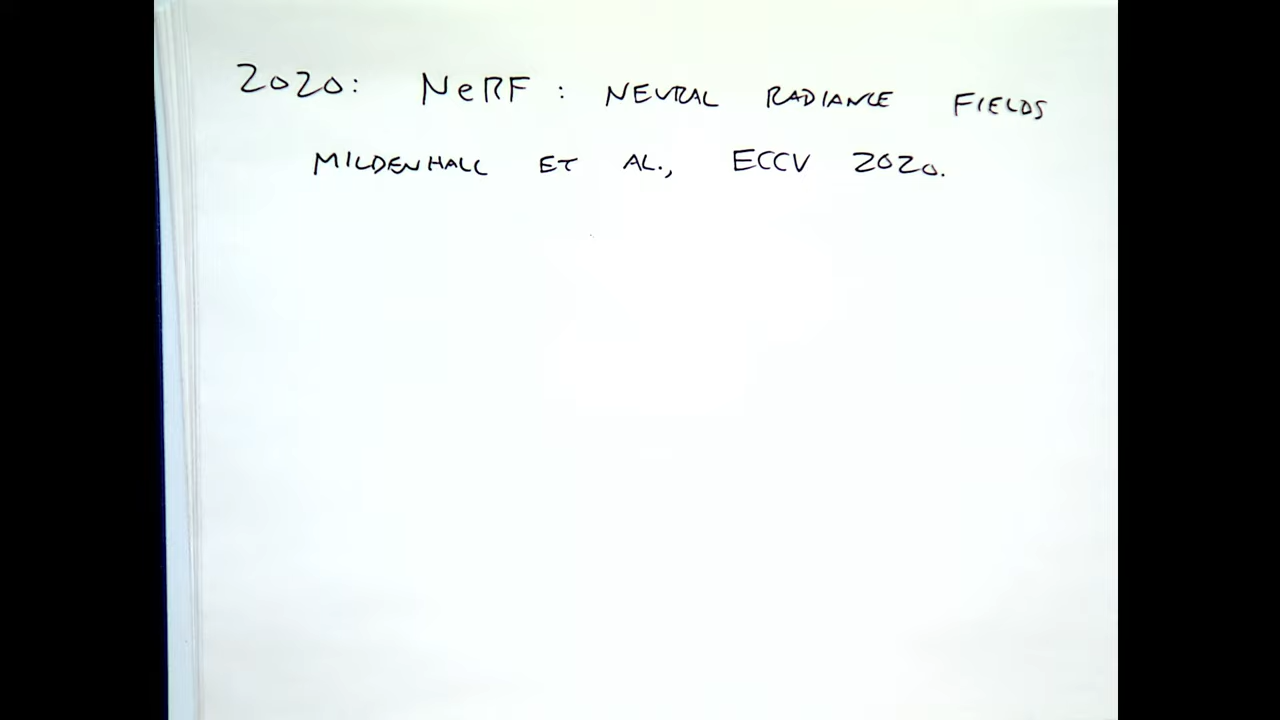 2020: NeRF : NEURAL RADIANCE FIELDS
MILDENHALL ET AL., ECCV 2020.